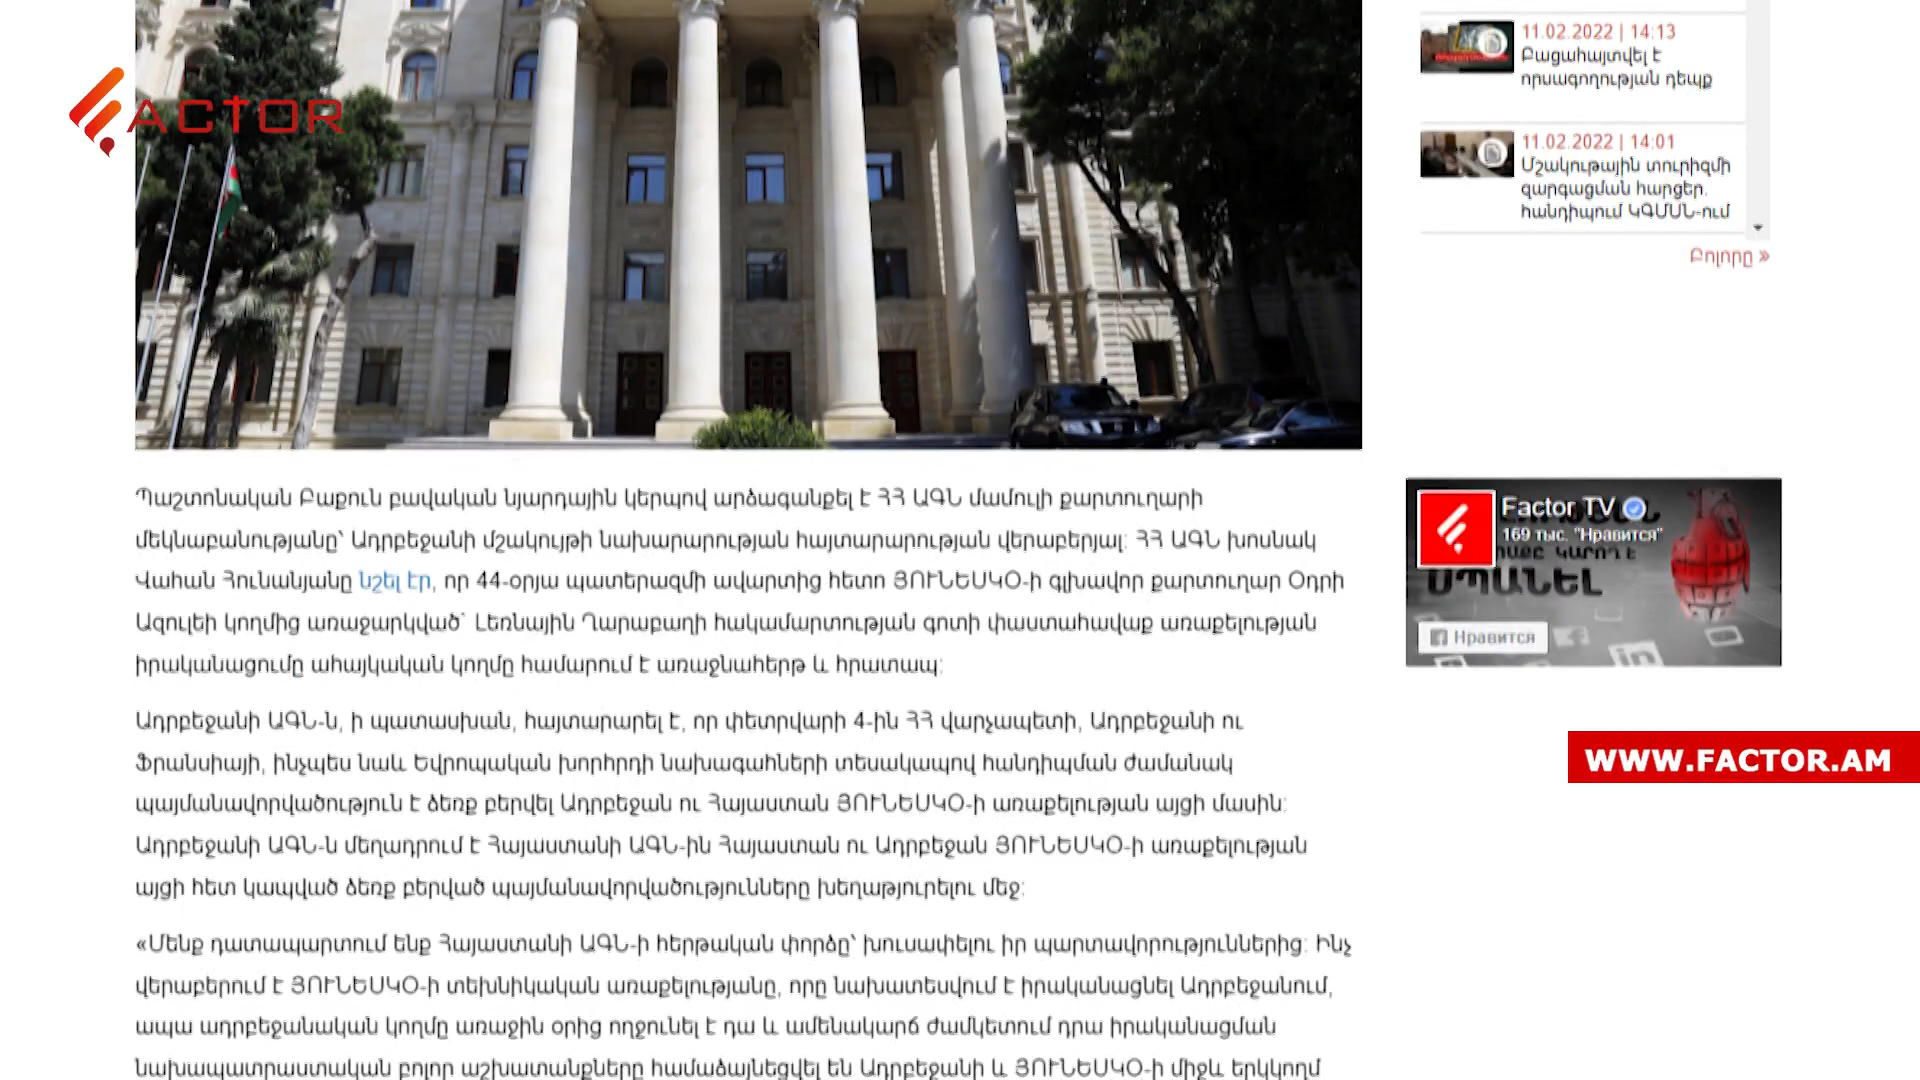 FACTOR
Պաշտոնական Բաքուն բավական նյարդային կերպով արձագանքել է ՀՀ ԱԳՆ մամուլի քարտուղարի
մեկնաբանությանը՝ Ադրբեջանի մշակույթի նախարարության հայտարարության վերաբերյալ: ՀՀ ԱԳՆ խոսնակ
Վահան Հունանյանը նշել էր, որ 44-օրյա պատերազմի ավարտից հետո ՅՈՒՆԵՍԿՕ-ի գլխավոր քարտուղար Օդրի
Ազուլեի կողմից առաջարկված` Լեռնային Ղարաբաղի հակամարտության գոտի փաստահավաք առաքելության
իրականացումը ահայկական կողմը համարում է առաջնահերթ և հրատապ:
Ադրբեջանի ԱԳՆ-ն, ի պատասխան, հայտարարել է, որ փետրվարի 4-ին ՀՀ վարչապետի, Ադրբեջանի ու
Ֆրանսիայի, ինչպես նաև Եվրոպական խորհրդի նախագահների տեսակապով հանդիպման ժամանակ
պայմանավորվածություն է ձեռք բերվել Ադրբեջան ու Հայաստան ՅՈՒՆԵՍԿՕ-ի առաքելության այցի մասին:
Ադրբեջանի ԱԳՆ-ն մեղադրում է Հայաստանի ԱԳՆ-ին Հայաստան ու Ադրբեջան ՅՈՒՆԵՍԿՕ-ի առաքելության
այցի հետ կապված ձեռք բերված պայմանավորվածությունները խեղաթյուրելու մեջ:
«Մենք դատապարտում ենք Հայաստանի ԱԳՆ-ի հերթական փորձը՝ խուսափելու իր պարտավորություններից: Ինչ
վերաբերում է ՅՈՒՆԵՍԿՕ-ի տեխնիկական առաքելությանը, որը նախատեսվում է իրականացնել Ադրբեջանում,
ապա ադրբեջանական կողմը առաջին օրից ողջունել է դա և ամենակարճ ժամկետում դրա իրականացման
նախապատրաստական բոլոր աշխատանքները համաձայնեցվել են Ադրբեջանի և ՅՈՒՆԵՍԿՕ-ի միջև երկկողմ
11.02.2022 | 14:13
Բացահայտվել է
որսագողության դեպք
11.02.2022 | 14:01
Մշակութային տուրիզմի
զարգացման հարցեր.
հանդիպում ԿԳՄՍՆ-ում
Բոլորը »
Factor TV
169 тыс. "Нравится"
ԿԱՐՈՂ Է
ՍՊԱՆԵԼ
Нравится
WWW.FACTOR.AM